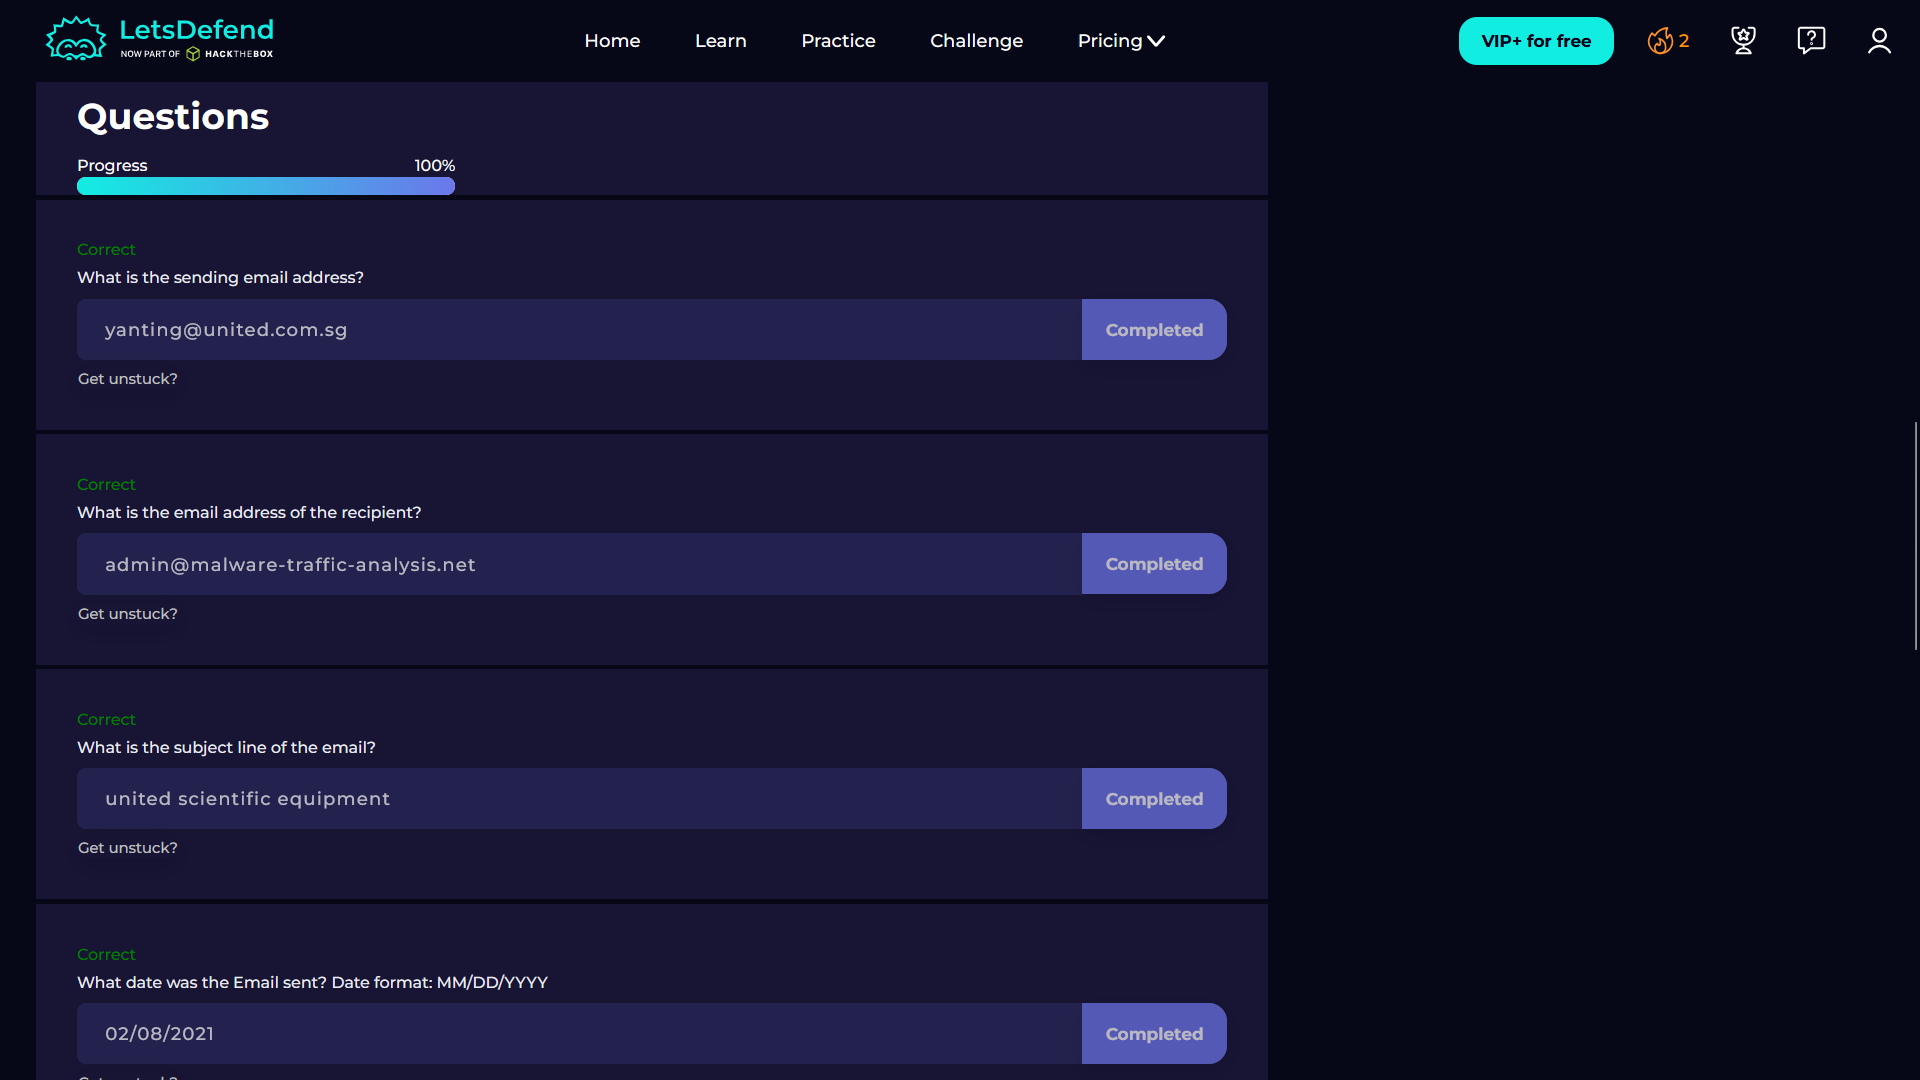 LetsDefend
NOW PART OF HACKTHEBOX
Home
Learn
Practice
Challenge
Pricing
VIP+ for free
2
Questions
Progress 100%
Correct
What is the sending email address?
yanting@united.com.sg
Completed
Get unstuck?
Correct
What is the email address of the recipient?
admin@malware-traffic-analysis.net
Completed
Get unstuck?
Correct
What is the subject line of the email?
united scientific equipment
Completed
Get unstuck?
Correct
What date was the Email sent? Date format: MM/DD/YYYY
02/08/2021
Completed